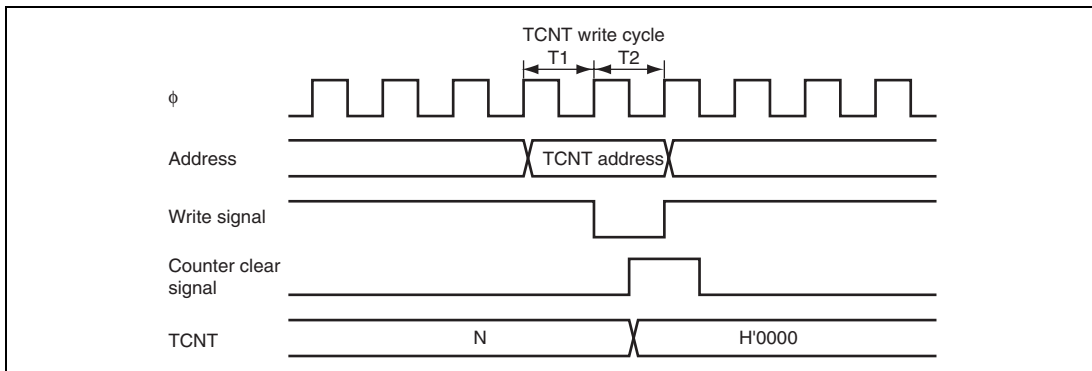 TCNT write cycle
T1 T2
ϕ
Address
TCNT address
Write signal
Counter clear
signal
TCNT
N
H'0000